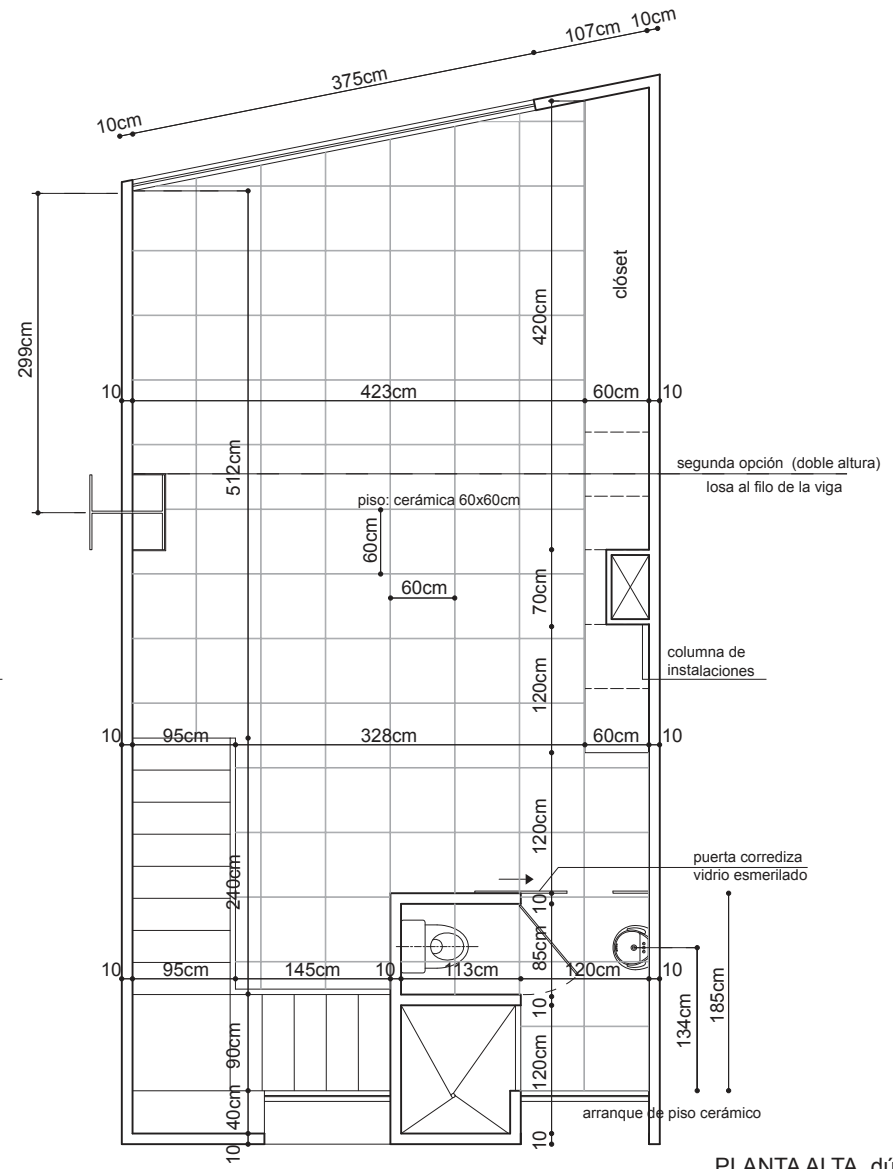 10cm
107cm
375cm
10cm
299cm
clóset
420cm
10
423cm
60cm
10
512cm
segunda opción (doble altura)
losa al filo de la viga
piso: cerámica 60x60cm
60cm
60cm
70cm
columna de
instalaciones
120cm
10
95cm
328cm
60cm
10
120cm
puerta corrediza
vidrio esmerilado
240cm
10
85cm
10
95cm
145cm
10
113cm
120cm
10
185cm
134cm
10
90cm
120cm
arranque de piso cerámico
40cm
10
10
PLANTA ALTA dú